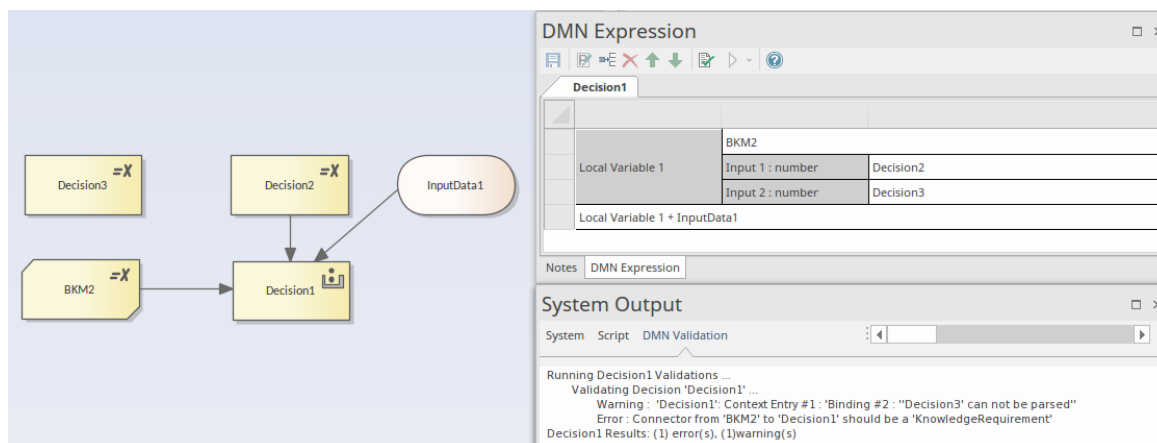 Decision3
=X
Decision2
=X
InputData1
BKM2
=X
Decision1
DMN Expression
Decision1
BKM2
Local Variable 1
Input 1 : number
Decision2
Input 2 : number
Decision3
Local Variable 1 + InputData1
Notes
DMN Expression
System Output
System Script DMN Validation
Running Decision1 Validations ...
Validating Decision 'Decision1' ...
Warning : 'Decision1': Context Entry #1 : 'Binding #2 : "Decision3' can not be parsed"
Error : Connector from 'BKM2' to 'Decision1' should be a 'KnowledgeRequirement'
Decision1 Results: (1) error(s), (1)warning(s)